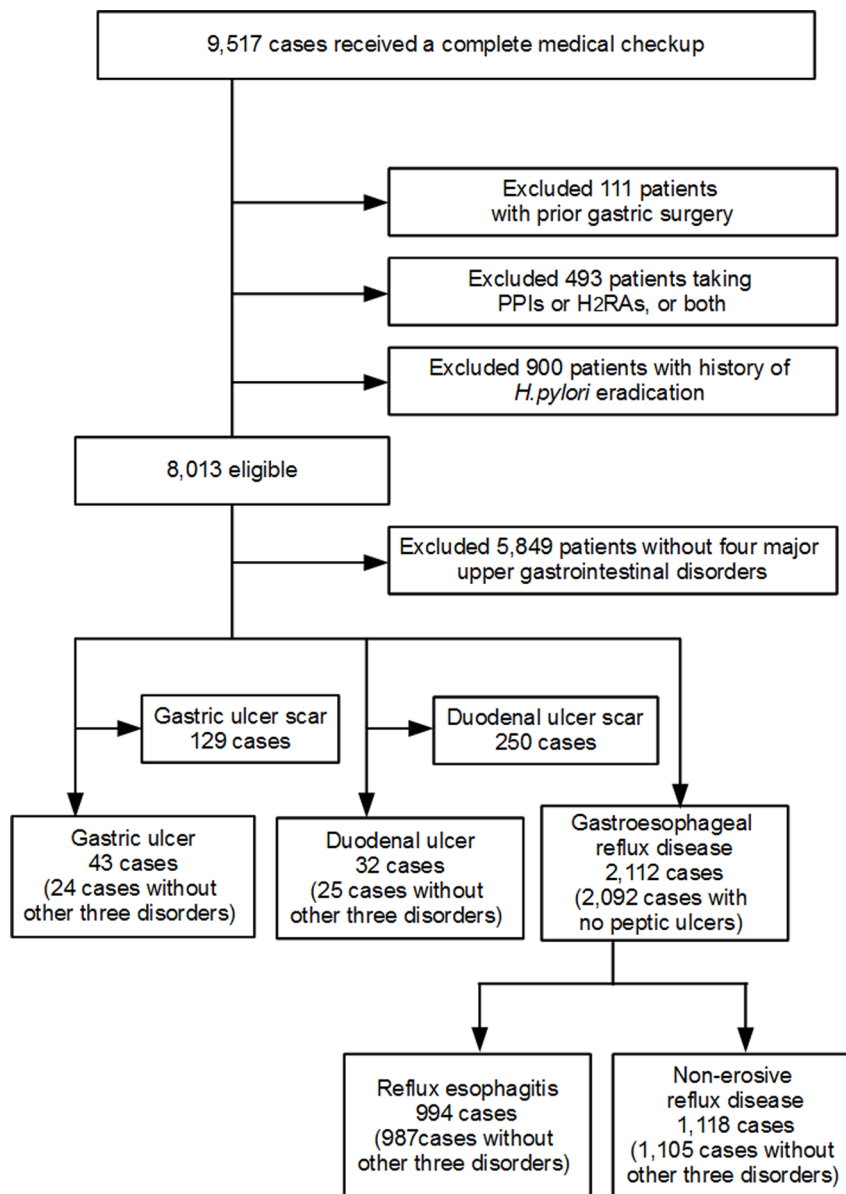 9,517 cases received a complete medical checkup
Excluded 111 patients
with prior gastric surgery
Excluded 493 patients taking
PPIs or H2RAs, or both
Excluded 900 patients with history of
H.pylori eradication
8,013 eligible
Excluded 5,849 patients without four major
upper gastrointestinal disorders
Gastric ulcer scar
129 cases
Duodenal ulcer scar
250 cases
Gastric ulcer
43 cases
(24 cases without
other three disorders)
Duodenal ulcer
32 cases
(25 cases without
other three disorders)
Gastroesophageal
reflux disease
2,112 cases
(2,092 cases with
no peptic ulcers)
Reflux esophagitis
994 cases
(987cases without
other three disorders)
Non-erosive
reflux disease
1,118 cases
(1,105 cases without
other three disorders)